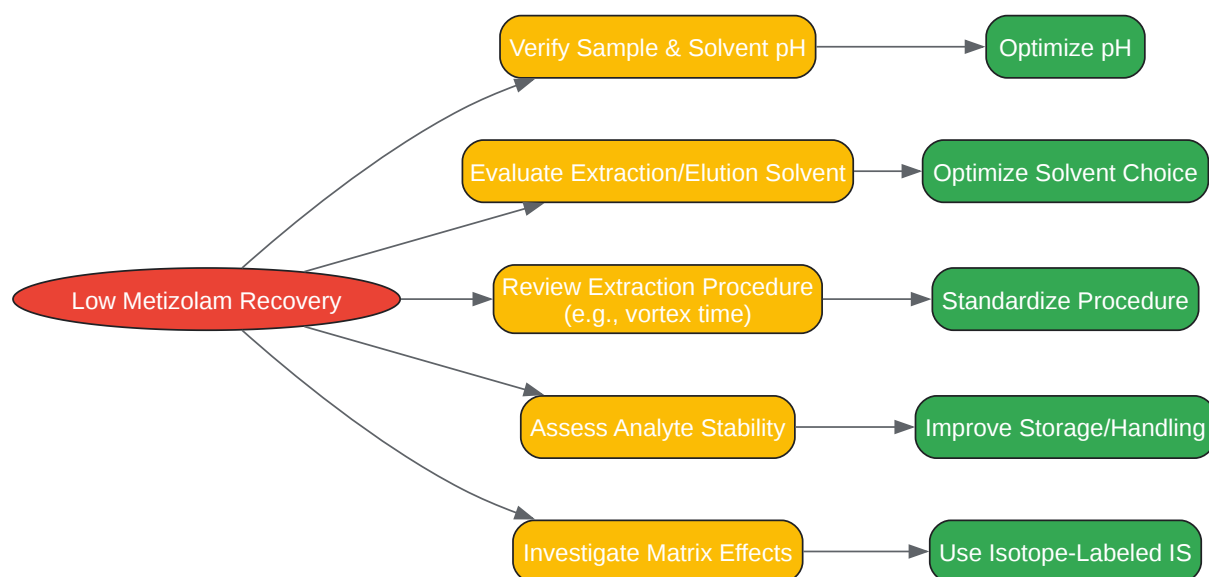 Verify Sample & Solvent pH
Optimize pH
Evaluate Extraction/Elution Solvent
Optimize Solvent Choice
Low Metizolam Recovery
Review Extraction Procedure
(e.g., vortex time)
Standardize Procedure
Assess Analyte Stability
Improve Storage/Handling
Investigate Matrix Effects
Use Isotope-Labeled IS